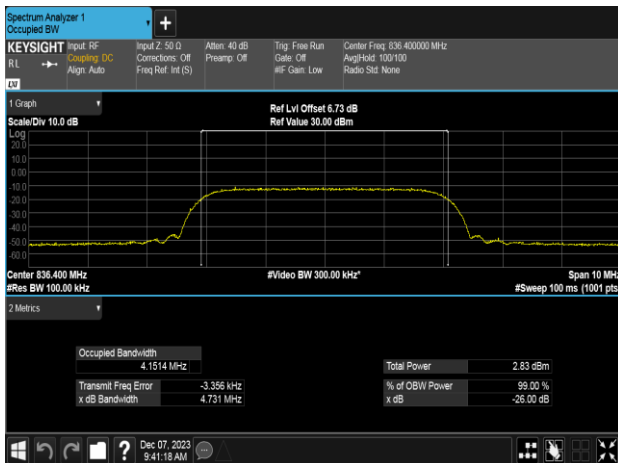 Spectrum Analyzer 1
Occupied BW
KEYSIGHT
RL
LXI
Input: RF
Coupling: DC
Align: Auto
Input Z: 50 Ω
Corrections: Off
Freq Ref: Int (S)
Atten: 40 dB
Preamp: Off
Trig: Free Run
Gate: Off
#IF Gain: Low
Center Freq: 836.400000 MHz
Avg|Hold: 100/100
Radio Std: None
1 Graph
Scale/Div 10.0 dB
Ref Lvl Offset 6.73 dB
Ref Value 30.00 dBm
Log
20.0
10.0
0.00
-10.0
-20.0
-30.0
-40.0
-50.0
-60.0
Center 836.400 MHz
#Res BW 100.00 kHz
#Video BW 300.00 kHz*
Span 10 MHz
#Sweep 100 ms (1001 pts)
2 Metrics
Occupied Bandwidth
4.1514 MHz
Transmit Freq Error -3.356 kHz
x dB Bandwidth 4.731 MHz
Total Power 2.83 dBm
% of OBW Power 99.00 %
x dB -26.00 dB
?
Dec 07, 2023
9:41:18 AM